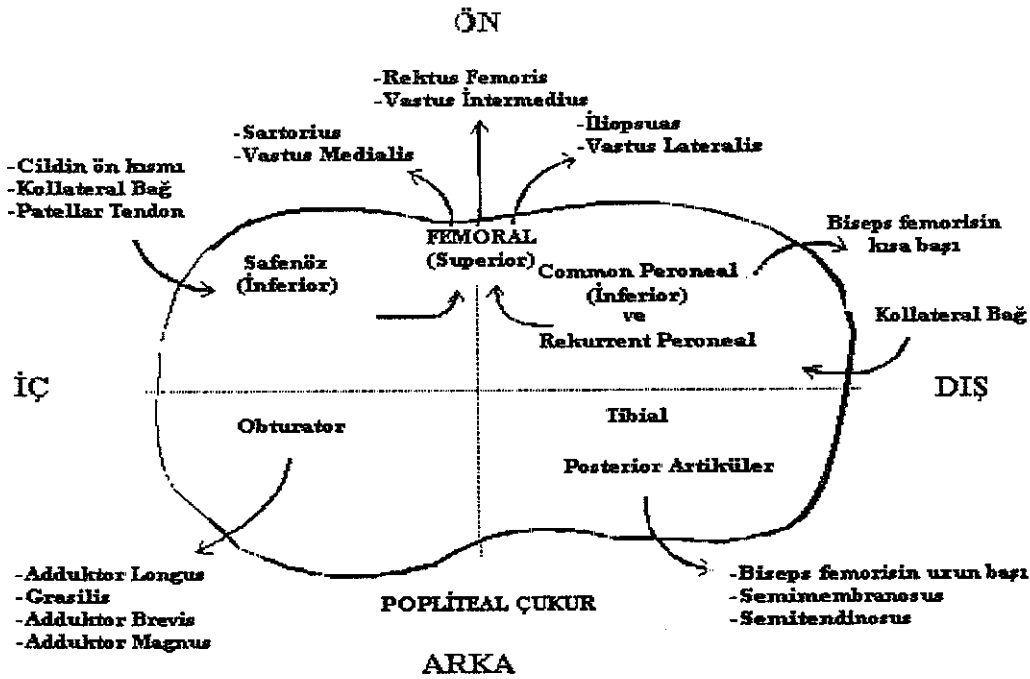 ÖN
-Rektus Femoris
-Vastus İntermedius
-Sartorius
-Vastus Medialis
-İliopsuas
-Vastus Lateralis
-Cildin ön kısmı
-Kollateral Bağ
-Patellar Tendon
FEMORAL
(Superior)
Safenöz
(İnferior)
Common Peroneal
(İnferior)
ve
Rekurrent Peroneal
Biseps femorisin
kısa başı
Kollateral Bağ
İÇ
DIŞ
Obturator
Tibial
Posterior Artiküler
-Adduktor Longus
-Grasilis
-Adduktor Brevis
-Adduktor Magnus
POPLİTEAL ÇUKUR
-Biseps femorisin uzun başı
-Semimembranosus
-Semitendinosus
ARKA